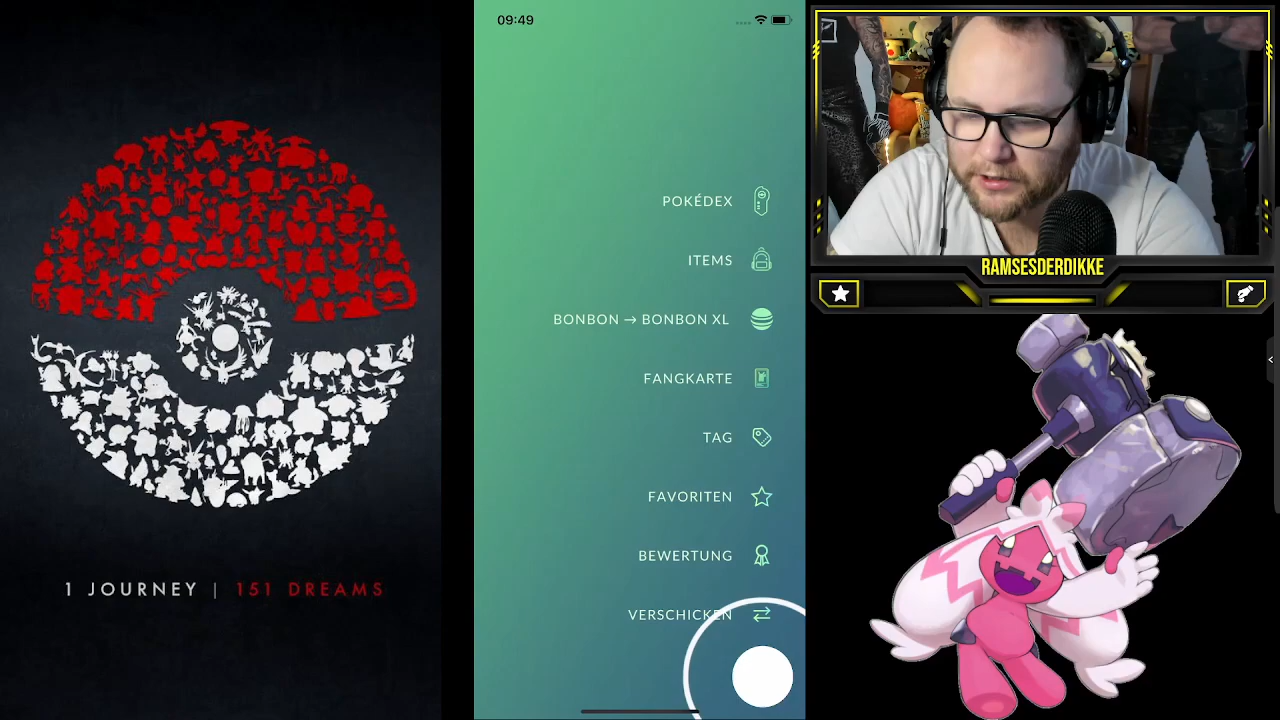 09:49
POKÉDEX
ITEMS
BONBON → BONBON XL
FANGKARTE
TAG
FAVORITEN
BEWERTUNG
VERSCHICKEN
1 JOURNEY | 151 DREAMS
RAMSESDERDIKKE